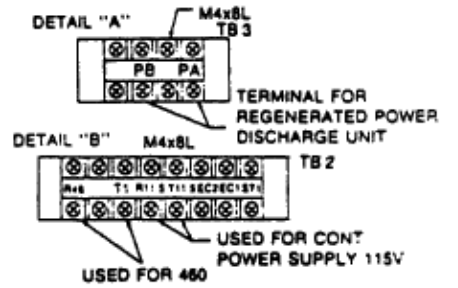 DETAIL "A"
M4x8L
TB 3
PB PA
TERMINAL FOR
REGENERATED POWER
DISCHARGE UNIT
DETAIL "B"
M4x8L
TB 2
USED FOR CONT
POWER SUPPLY 115V
USED FOR 460